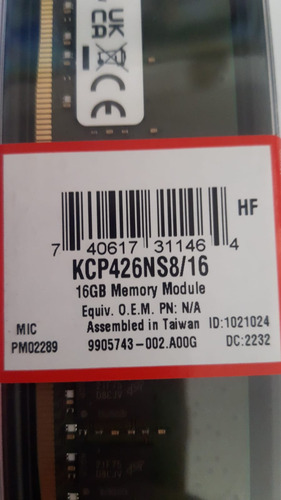 UK
CA
CE
HF
7 40617 31146 4
KCP426NS8/16
16GB Memory Module
Equiv. O.E.M. PN: N/A
MIC Assembled in Taiwan ID:1021024
PM02289 9905743-002.A00G DC:2232